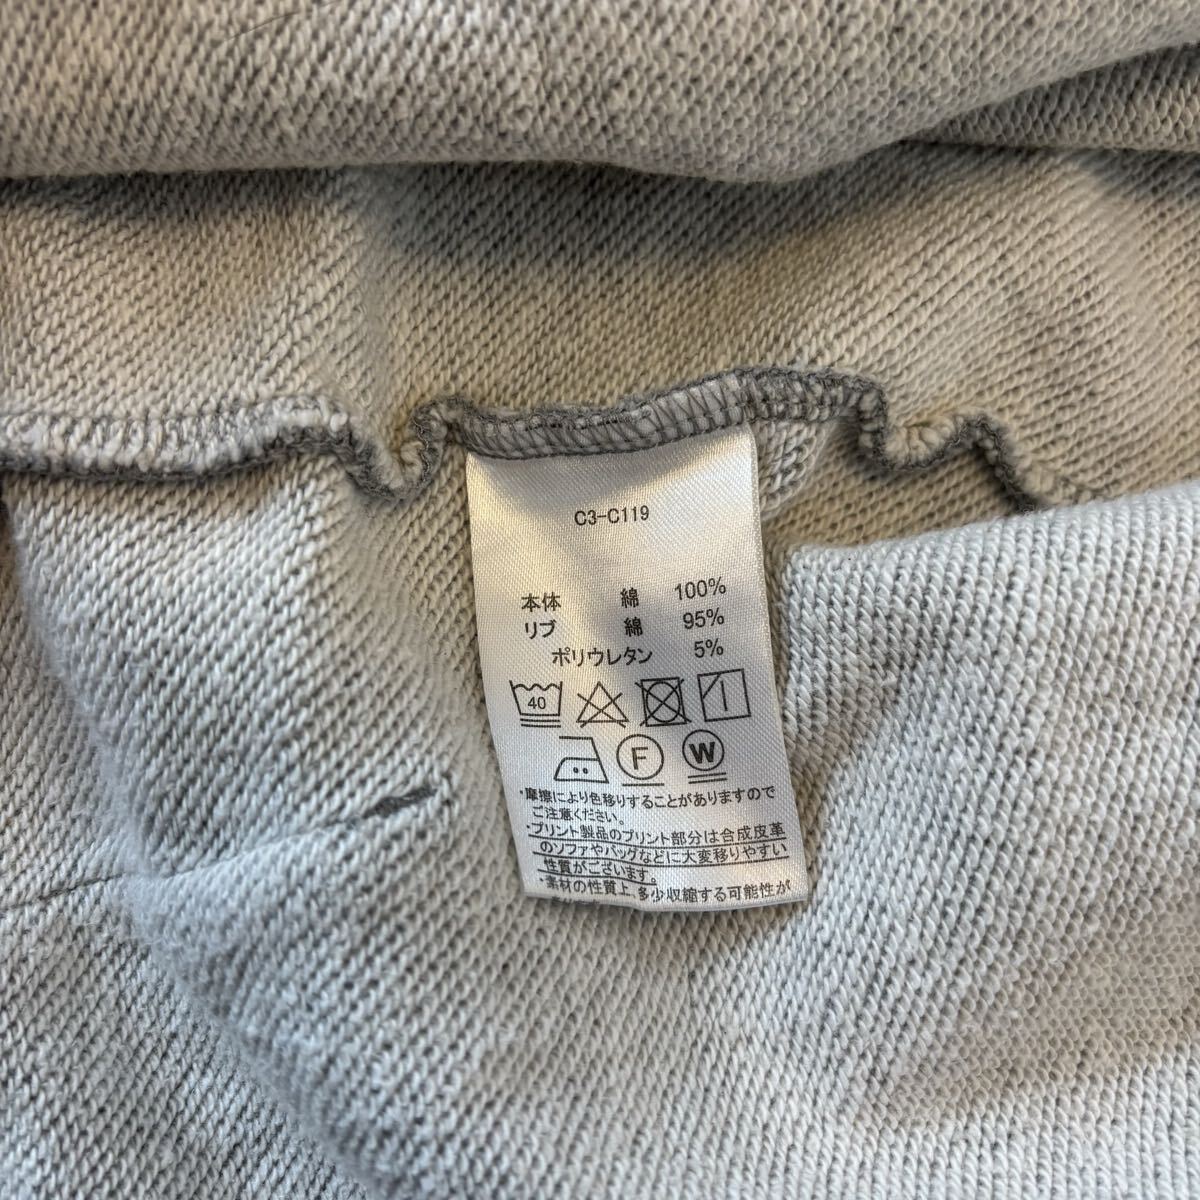 C3-C119
本体 綿 100%
リブ 綿 95%
ポリウレタン 5%
40
F W
・摩擦により色移りすることがありますので
ご注意ください。
・プリント製品のプリント部分は合成皮革
のソファやバッグなどに大変移りやすい
性質がございます。
・素材の性質上、多少収縮する可能性が